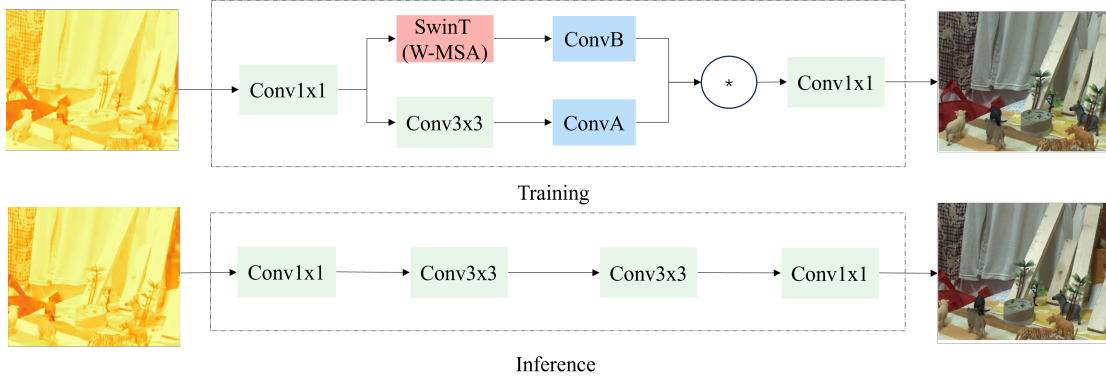 SwinT
(W-MSA)
ConvB
Conv1x1
*
Conv1x1
Conv3x3
ConvA
Training
Conv1x1
Conv3x3
Conv3x3
Conv1x1
Inference